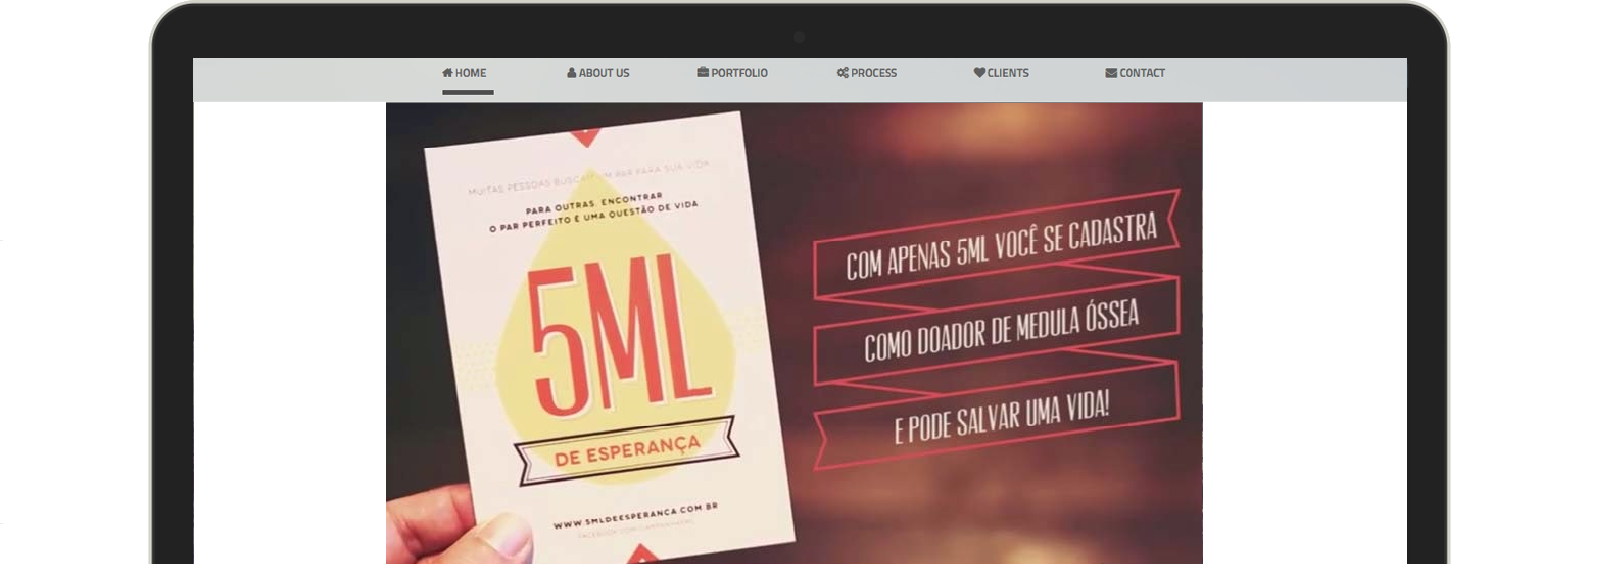 HOME
ABOUT US
PORTFOLIO
PROCESS
CLIENTS
CONTACT
MUITAS PESSOAS BUSCAM UM PAR PARA SUA VIDA
PARA OUTRAS, ENCONTRAR
O PAR PERFEITO É UMA QUESTÃO DE VIDA.
5ML
DE ESPERANÇA
WWW.5MLDEESPERANCA.COM.BR
COM APENAS 5ML VOCÊ SE CADASTRA
COMO DOADOR DE MEDULA ÓSSEA
E PODE SALVAR UMA VIDA!